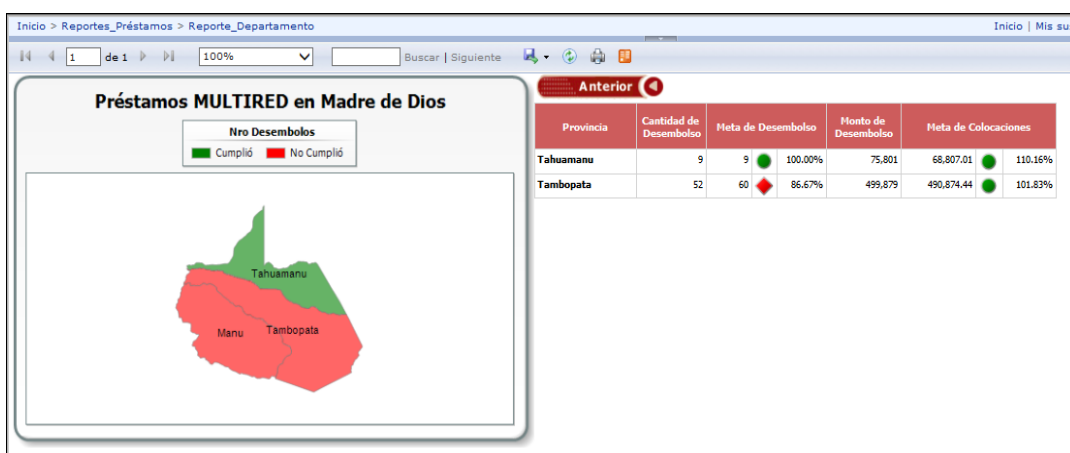 Inicio > Reportes_Préstamos > Reporte_Departamento
Inicio | Mis su
1 de 1 100% Buscar | Siguiente
Préstamos MULTIRED en Madre de Dios
Nro Desembolos
Cumplió No Cumplió
Tahuamanu
Manu Tambopata
Anterior
Provincia Cantidad de Desembolso Meta de Desembolso Monto de Desembolso Meta de Colocaciones
Tahuamanu 9 9 100.00% 75,801 68,807.01 110.16%
Tambopata 52 60 86.67% 499,879 490,874.44 101.83%